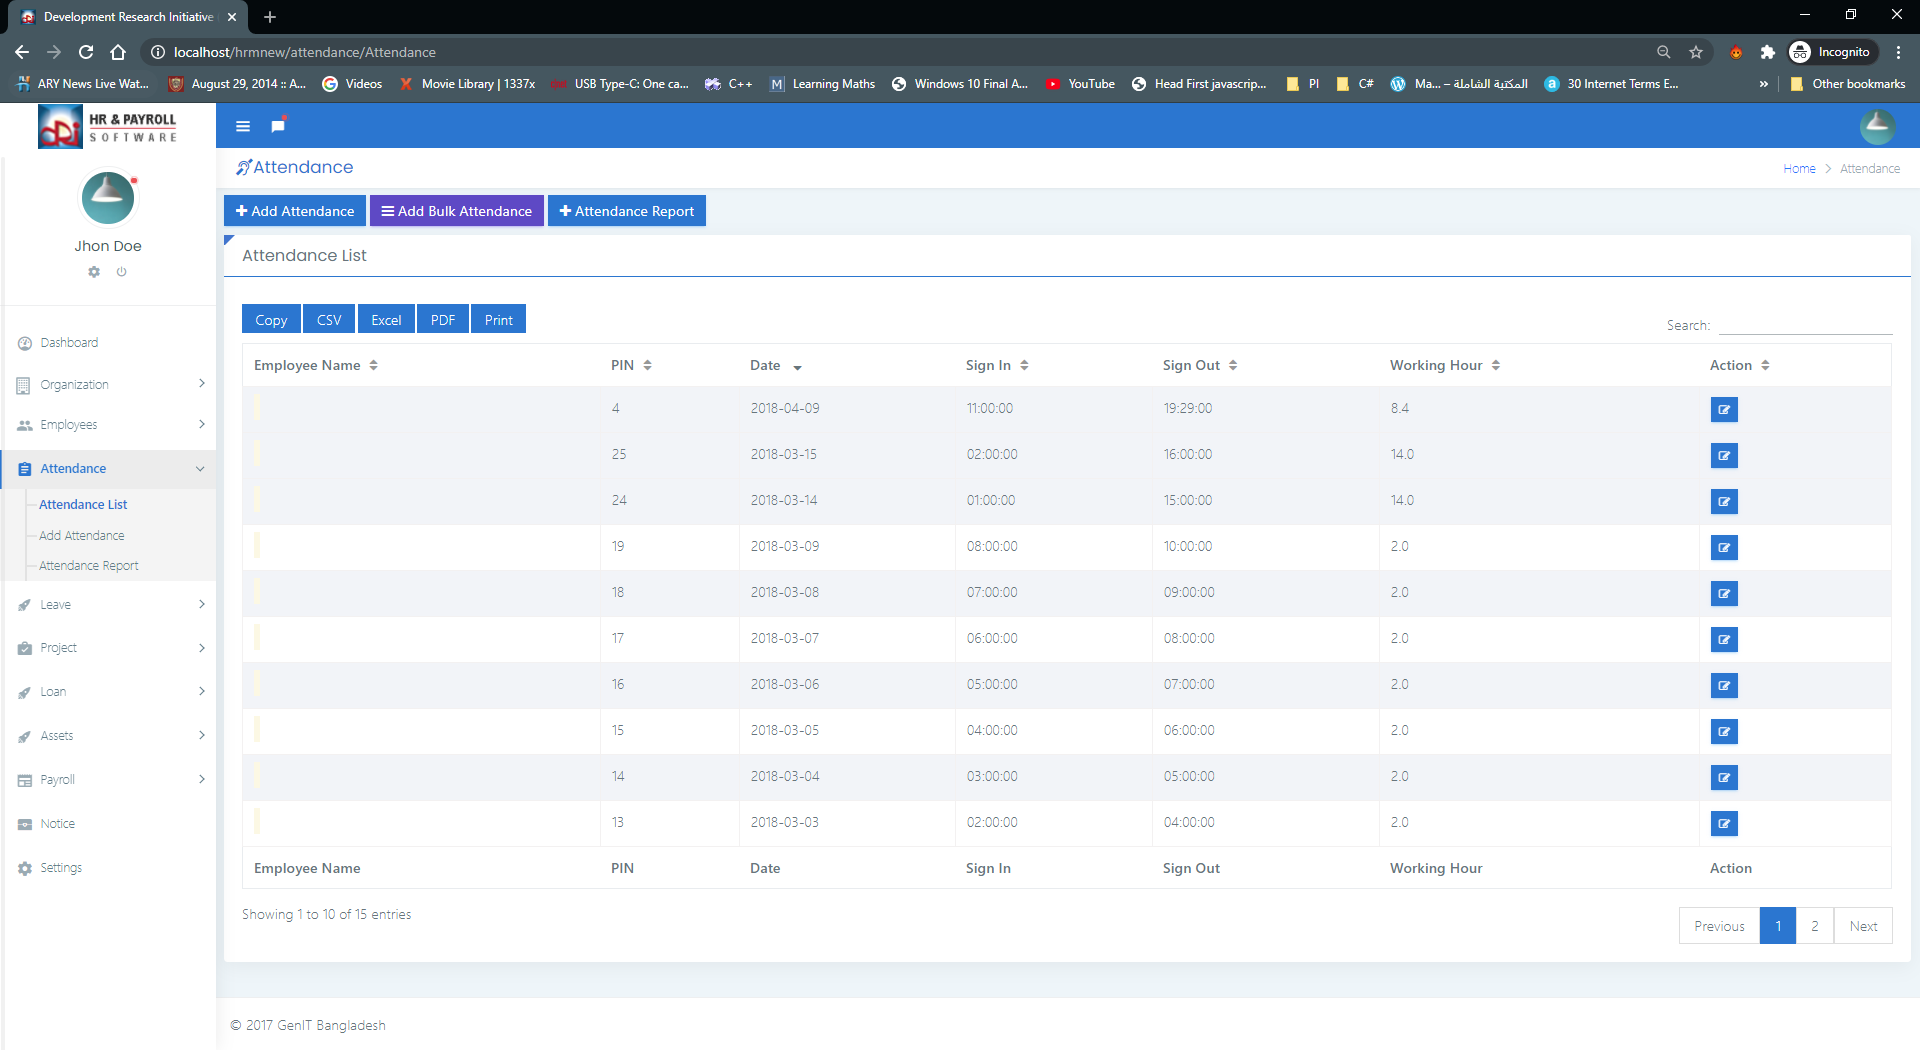 Development Research Initiative
localhost/hrmnew/attendance/Attendance
Incognito
ARY News Live Wat...
August 29, 2014 :: A...
Videos
Movie Library | 1337x
USB Type-C: One ca...
C++
Learning Maths
Windows 10 Final A...
YouTube
Head First javascrip...
PI
C#
Ma... – المكتبة الشاملة
30 Internet Terms E...
»
Other bookmarks
HR & PAYROLL
SOFTWARE
Attendance
Home > Attendance
Add Attendance
Add Bulk Attendance
Attendance Report
Jhon Doe
Attendance List
Copy
CSV
Excel
PDF
Print
Search:
Dashboard
Organization
Employees
Attendance
Attendance List
Add Attendance
Attendance Report
Leave
Project
Loan
Assets
Payroll
Notice
Settings
Employee Name PIN Date Sign In Sign Out Working Hour Action
4 2018-04-09 11:00:00 19:29:00 8.4
25 2018-03-15 02:00:00 16:00:00 14.0
24 2018-03-14 01:00:00 15:00:00 14.0
19 2018-03-09 08:00:00 10:00:00 2.0
18 2018-03-08 07:00:00 09:00:00 2.0
17 2018-03-07 06:00:00 08:00:00 2.0
16 2018-03-06 05:00:00 07:00:00 2.0
15 2018-03-05 04:00:00 06:00:00 2.0
14 2018-03-04 03:00:00 05:00:00 2.0
13 2018-03-03 02:00:00 04:00:00 2.0
Employee Name PIN Date Sign In Sign Out Working Hour Action
Showing 1 to 10 of 15 entries
Previous 1 2 Next
© 2017 GenIT Bangladesh